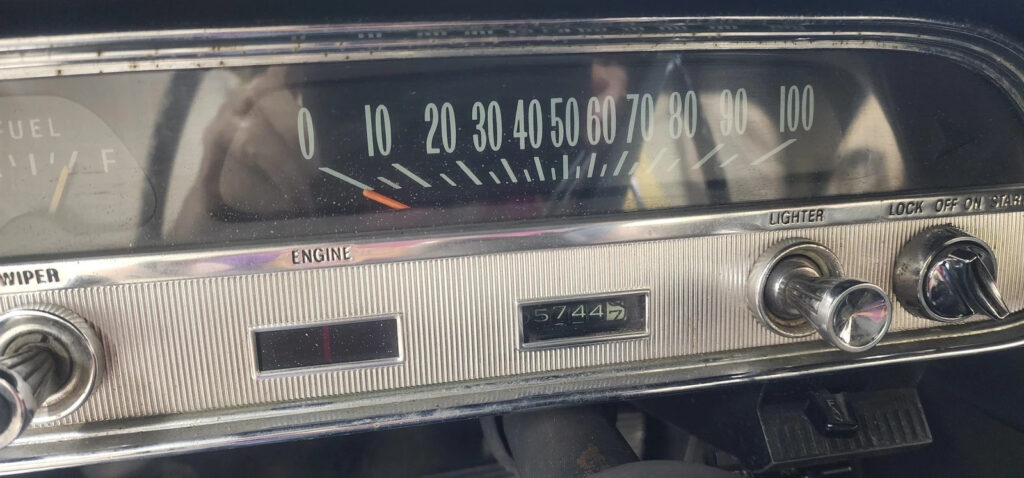 FUEL
F
0 10 20 30 40 50 60 70 80 90 100
WIPER
ENGINE
LIGHTER
LOCK OFF ON START
57447